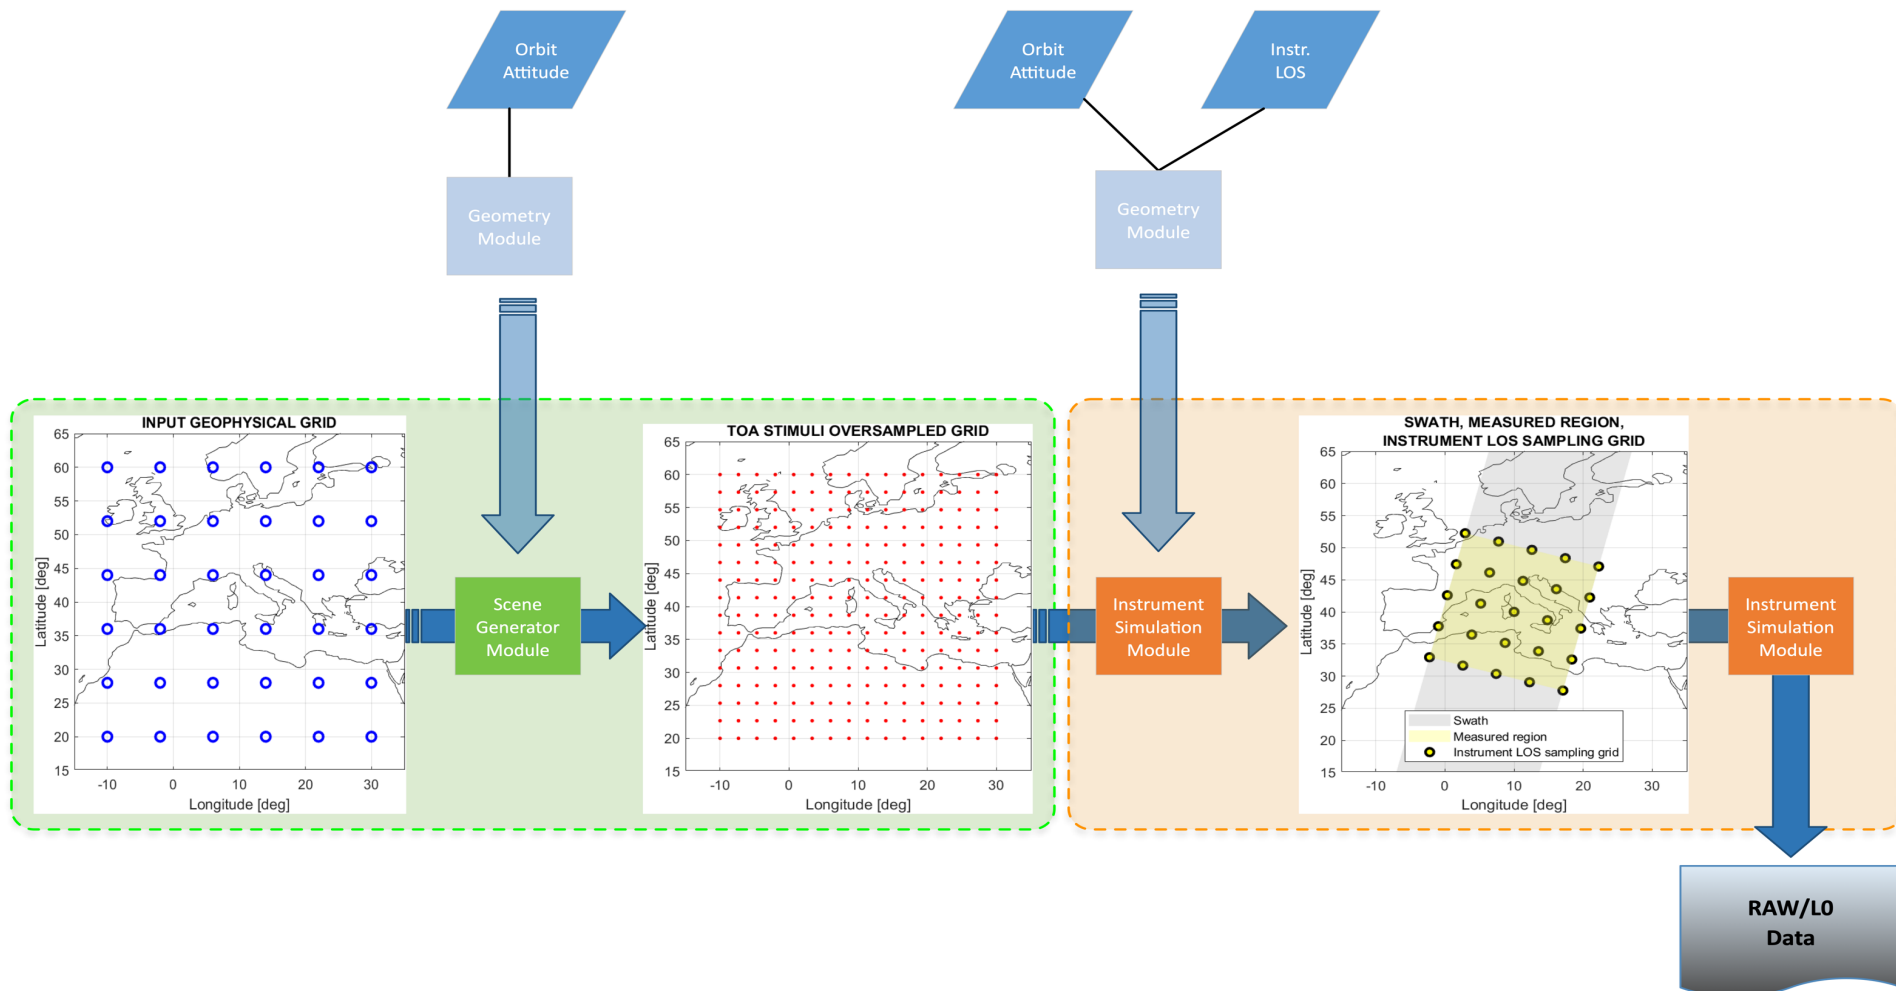 Orbit
Attitude
Orbit
Attitude
Instr.
LOS
Geometry
Module
Geometry
Module
INPUT GEOPHYSICAL GRID
65
60
55
50
45
40
35
30
25
20
15
-10
0
10
20
30
Latitude [deg]
Longitude [deg]
Scene
Generator
Module
TOA STIMULI OVERSAMPLED GRID
65
60
55
50
45
40
35
30
25
20
15
-10
0
10
20
30
Latitude [deg]
Longitude [deg]
Instrument
Simulation
Module
SWATH, MEASURED REGION,
INSTRUMENT LOS SAMPLING GRID
65
60
55
50
45
40
35
30
25
20
15
-10
0
10
20
30
Latitude [deg]
Longitude [deg]
Swath
Measured region
Instrument LOS sampling grid
Instrument
Simulation
Module
RAW/L0
Data